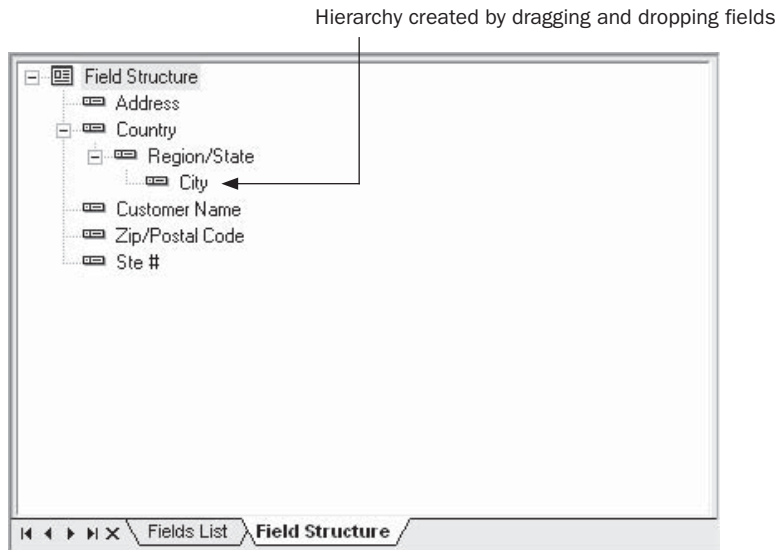 Hierarchy created by dragging and dropping fields
Field Structure
Address
Country
Region/State
City
Customer Name
Zip/Postal Code
Ste #
Fields List
Field Structure